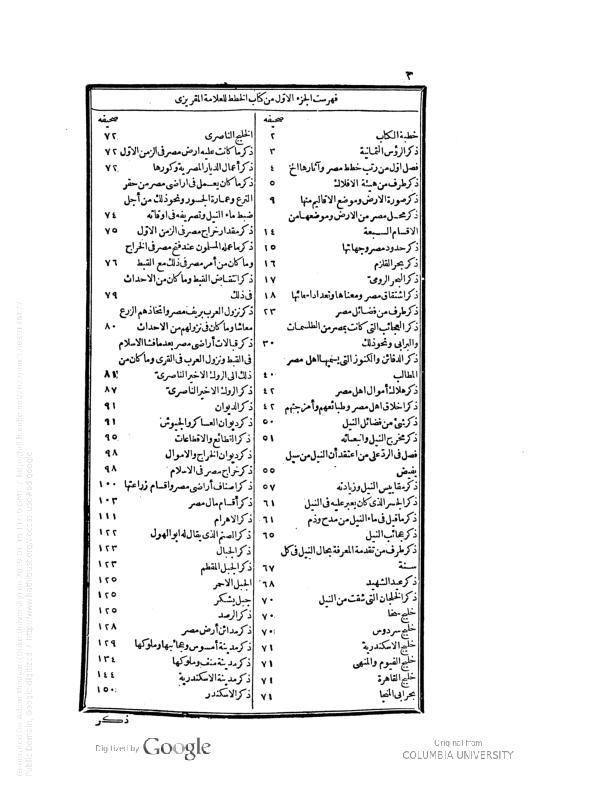 ٣
فهرست الجزء الاول من كتاب الخطط للعلامة المقريزى
صحيفه
٢ خطبة الكتاب
٣ ذكر الرؤس الثمانية
٤ فصل اول من رتب خطط مصر وآثارها الخ
٥ ذكر طرف من هيئة الافلاك
٩ ذكر صورة الارض وموضع الاقاليم منها
ذكر محل مصر من الارض وموضعها من
١٤ الاقسام السبعة
١٥ ذكر حدود مصر وجهاتها
١٦ ذكر بحر القلزم
١٧ ذكر البحر الرومى
١٨ ذكر اشتقاق مصر ومعناها وتعداد اسمائها
٢٣ ذكر طرف من فضائل مصر
ذكر العجائب التى كانت بمصر من الطلسمات
٣٠ والبرابى ونحو ذلك
ذكر الدفائن والكنوز التى يسميها اهل مصر
٤٠ المطالب
٤٢ ذكر هلاك أموال اهل مصر
٤٢ ذكر اخلاق اهل مصر وطبائعهم وأمزجتهم
٥٠ ذكر شئ من فضائل النيل
٥١ ذكر مخرج النيل وانبعاثه
فصل فى الرد على من اعتقد أن النيل من سيل
٥٥ يفيض
٥٧ ذكر مقاييس النيل وزيادته
٦١ ذكر الجسر الذى كان يعبر عليه فى النيل
٦١ ذكر ما قيل فى ماء النيل من مدح وذم
٦٥ ذكر عجائب النيل
ذكر طرف من تقدمة المعرفة بحال النيل فى كل
٦٧ سنة
٦٨ ذكر عيد الشهيد
٧٠ ذكر الخلجان التى شقت من النيل
٧٠ خليج سخا
٧٠ خليج سردوس
٧١ خليج الاسكندرية
٧١ خليج الفيوم والمنهى
٧١ خليج القاهرة
٧١ بحر ابى المنجا
صحيفه
٧٢ الخليج الناصرى
٧٢ ذكر ما كانت عليه ارض مصر فى الزمن الاول
٧٢ ذكر أعمال الديار المصرية وكورها
ذكر ما كان يعمل فى اراضى مصر من حفر
الترع وعمارة الجسور ونحو ذلك من أجل
٧٤ ضبط ماء النيل وتصريفه فى اوقاته
٧٥ ذكر مقدار خراج مصر فى الزمن الاول
ذكر ما عمله المسلمون عند فتح مصر فى الخراج
٧٦ وما كان من أمر مصر فى ذلك مع القبط
ذكر انتقاض القبط وما كان من الاحداث
٧٩ فى ذلك
ذكر نزول العرب بريف مصر واتخاذهم الزرع
٨٠ معاشا وما كان فى نزولهم من الاحداث
ذكر قبالات أراضى مصر بعد ما فشا الاسلام
فى القبط ونزول العرب فى القرى وما كان من
٨١ ذلك الى الروك الاخير الناصرى
٨٧ ذكر الروك الاخير الناصرى
٩١ ذكر الديوان
٩١ ذكر ديوان العساكر والجيوش
٩٥ ذكر القطائع والاقطاعات
٩٨ ذكر ديوان الخراج والاموال
٩٨ ذكر خراج مصر فى الاسلام
١٠٠ ذكر اصناف أراضى مصر واقسام زراعتها
١٠٣ ذكر أقسام مال مصر
١١١ ذكر الاهرام
١٢٢ ذكر الصنم الذى يقال له ابو الهول
١٢٣ ذكر الجبال
١٢٣ ذكر الجبل المقطم
١٢٥ الجبل الاحمر
١٢٥ جبل يشكر
١٢٥ ذكر الرصد
١٢٨ ذكر مدائن أرض مصر
١٢٩ ذكر مدينة أمسوس وعجائبها وملوكها
١٣٤ ذكر مدينة منف وملوكها
١٤٤ ذكر مدينة الاسكندرية
١٥٠ ذكر الاسكندر
ذكر
Digitized by Google
Original from
COLUMBIA UNIVERSITY